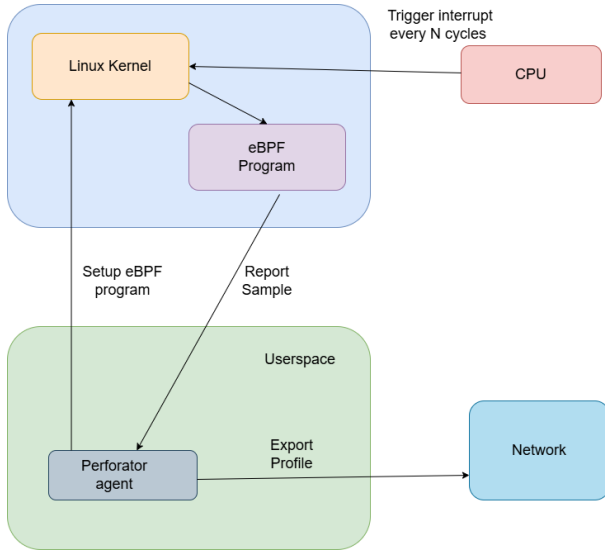 Trigger interrupt
every N cycles
Linux Kernel
CPU
eBPF
Program
Setup eBPF
program
Report
Sample
Userspace
Perforator
agent
Export
Profile
Network